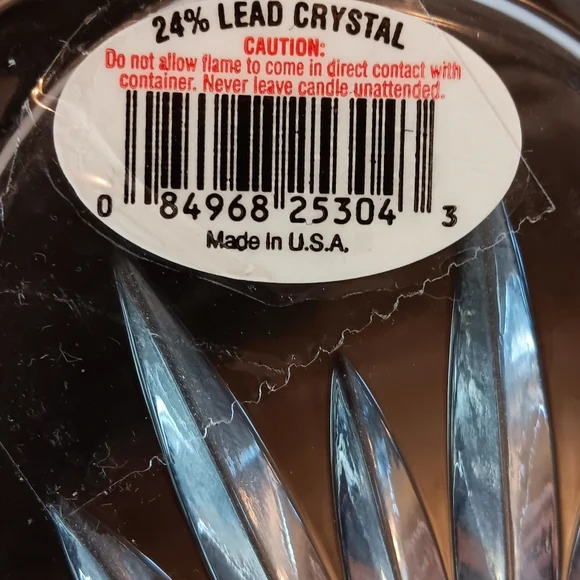 24% LEAD CRYSTAL
CAUTION:
Do not allow flame to come in direct contact with
container. Never leave candle unattended.
0 84968 25304 3
Made in U.S.A.